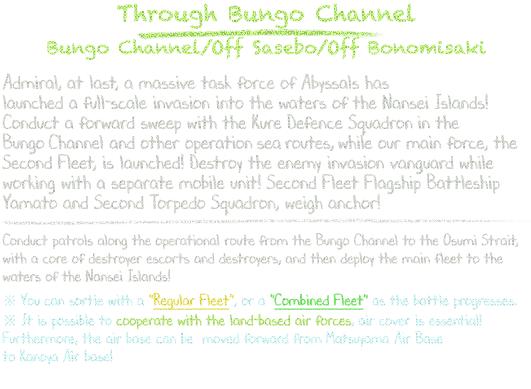 Through Bungo Channel
Bungo Channel/Off Sasebo/Off Bonomisaki
Admiral, at last, a massive task force of Abyssals has
launched a full-scale invasion into the waters of the Nansei Islands!
Conduct a forward sweep with the Kure Defence Squadron in the
Bungo Channel and other operation sea routes, while our main force, the
Second Fleet, is launched! Destroy the enemy invasion vanguard while
working with a separate mobile unit! Second Fleet Flagship Battleship
Yamato and Second Torpedo Squadron, weigh anchor!
Conduct patrols along the operational route from the Bungo Channel to the Osumi Strait,
with a core of destroyer escorts and destroyers, and then deploy the main fleet to the
waters of the Nansei Islands!
※ You can sortie with a "Regular Fleet", or a "Combined Fleet" as the battle progresses.
※ It is possible to cooperate with the land-based air forces, air cover is essential!
Furthermore, the air base can be moved forward from Matsuyama Air Base
to Kanoya Air base!